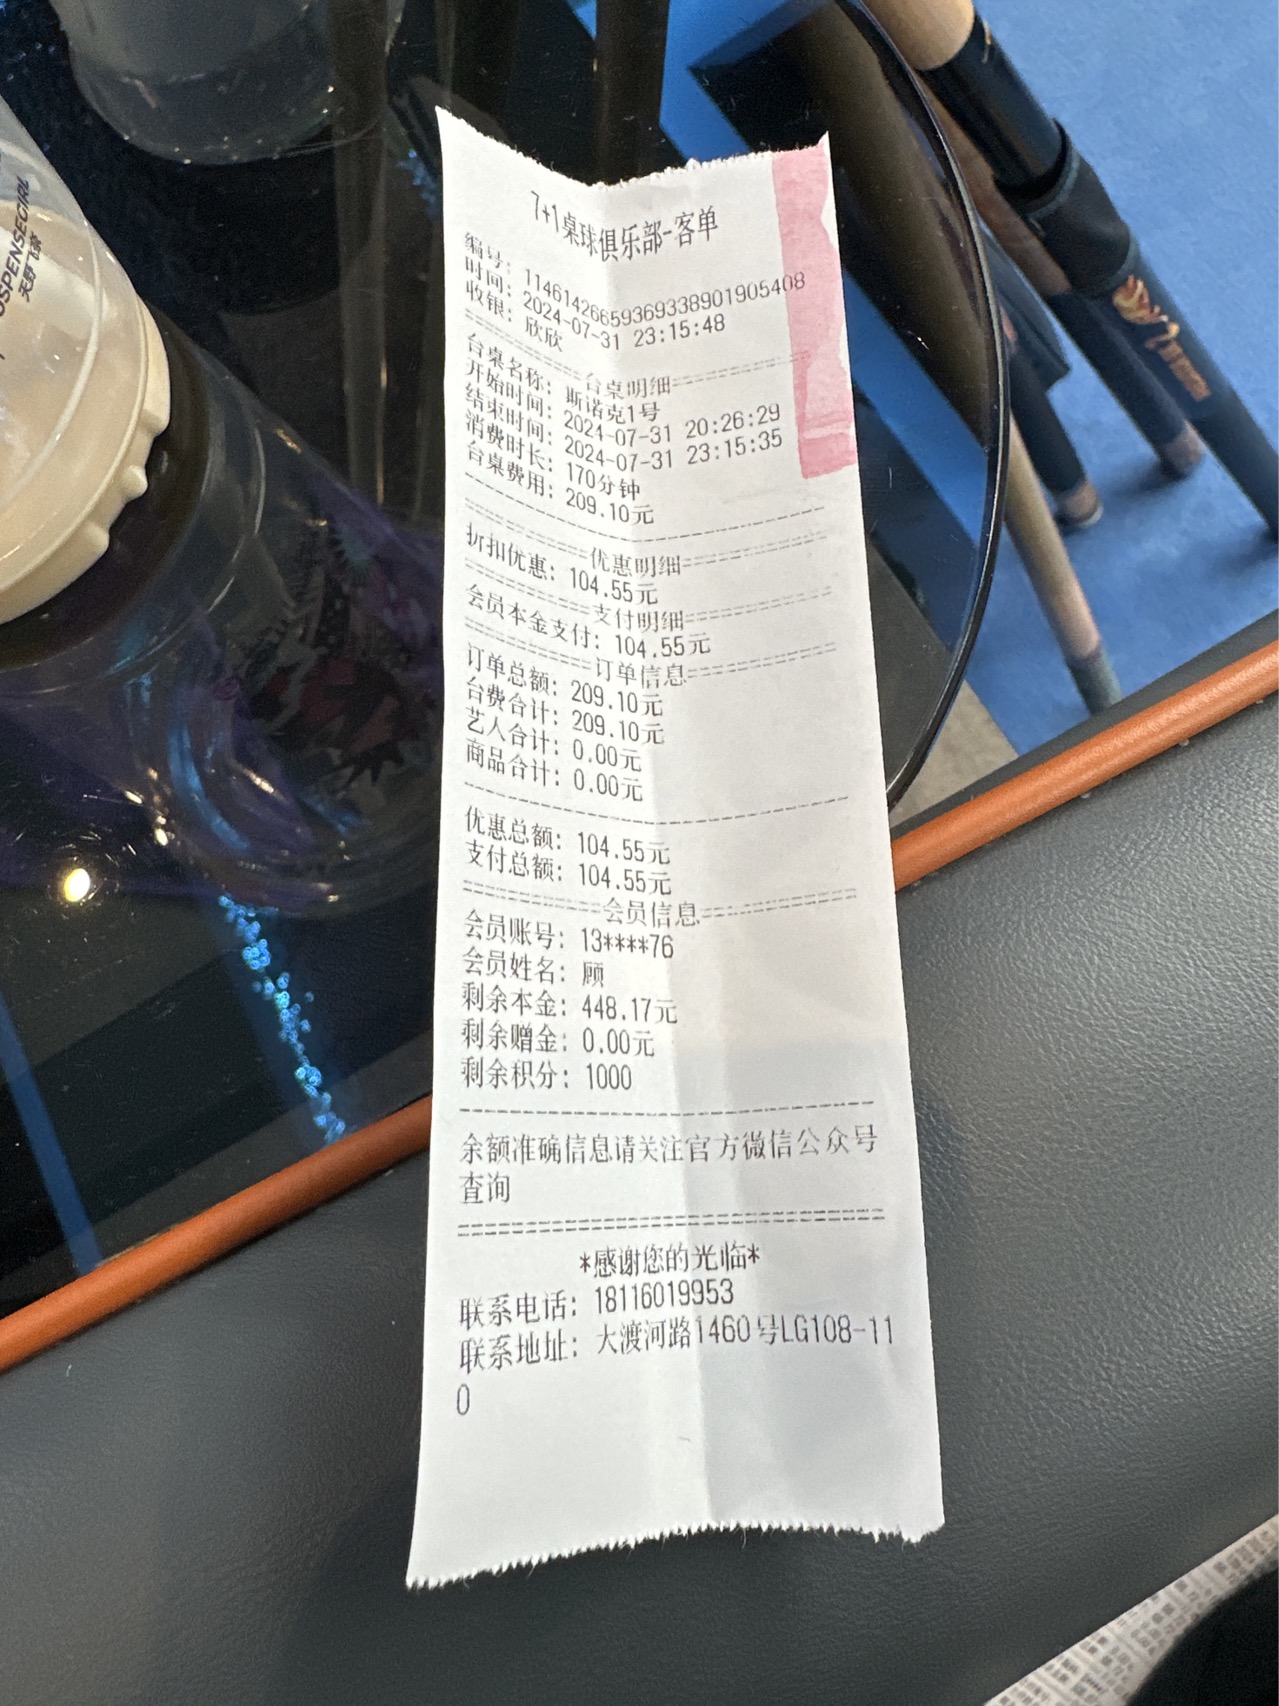 7+1桌球俱乐部-客单
编号: 1146142665936933890190​5408
时间: 2024-07-31 23:15:48
收银: 欣欣
==========台桌明细==========
台桌名称: 斯诺克1号
开始时间: 2024-07-31 20:26:29
结束时间: 2024-07-31 23:15:35
消费时长: 170分钟
台桌费用: 209.10元
==========优惠明细==========
折扣优惠: 104.55元
==========支付明细==========
会员本金支付: 104.55元
==========订单信息==========
订单总额: 209.10元
台费合计: 209.10元
艺人合计: 0.00元
商品合计: 0.00元
优惠总额: 104.55元
支付总额: 104.55元
==========会员信息==========
会员账号: 13****76
会员姓名: 顾
剩余本金: 448.17元
剩余赠金: 0.00元
剩余积分: 1000
余额准确信息请关注官方微信公众号
查询
*感谢您的光临*
联系电话: 18116019953
联系地址: 大渡河路1460号LG108-11
0